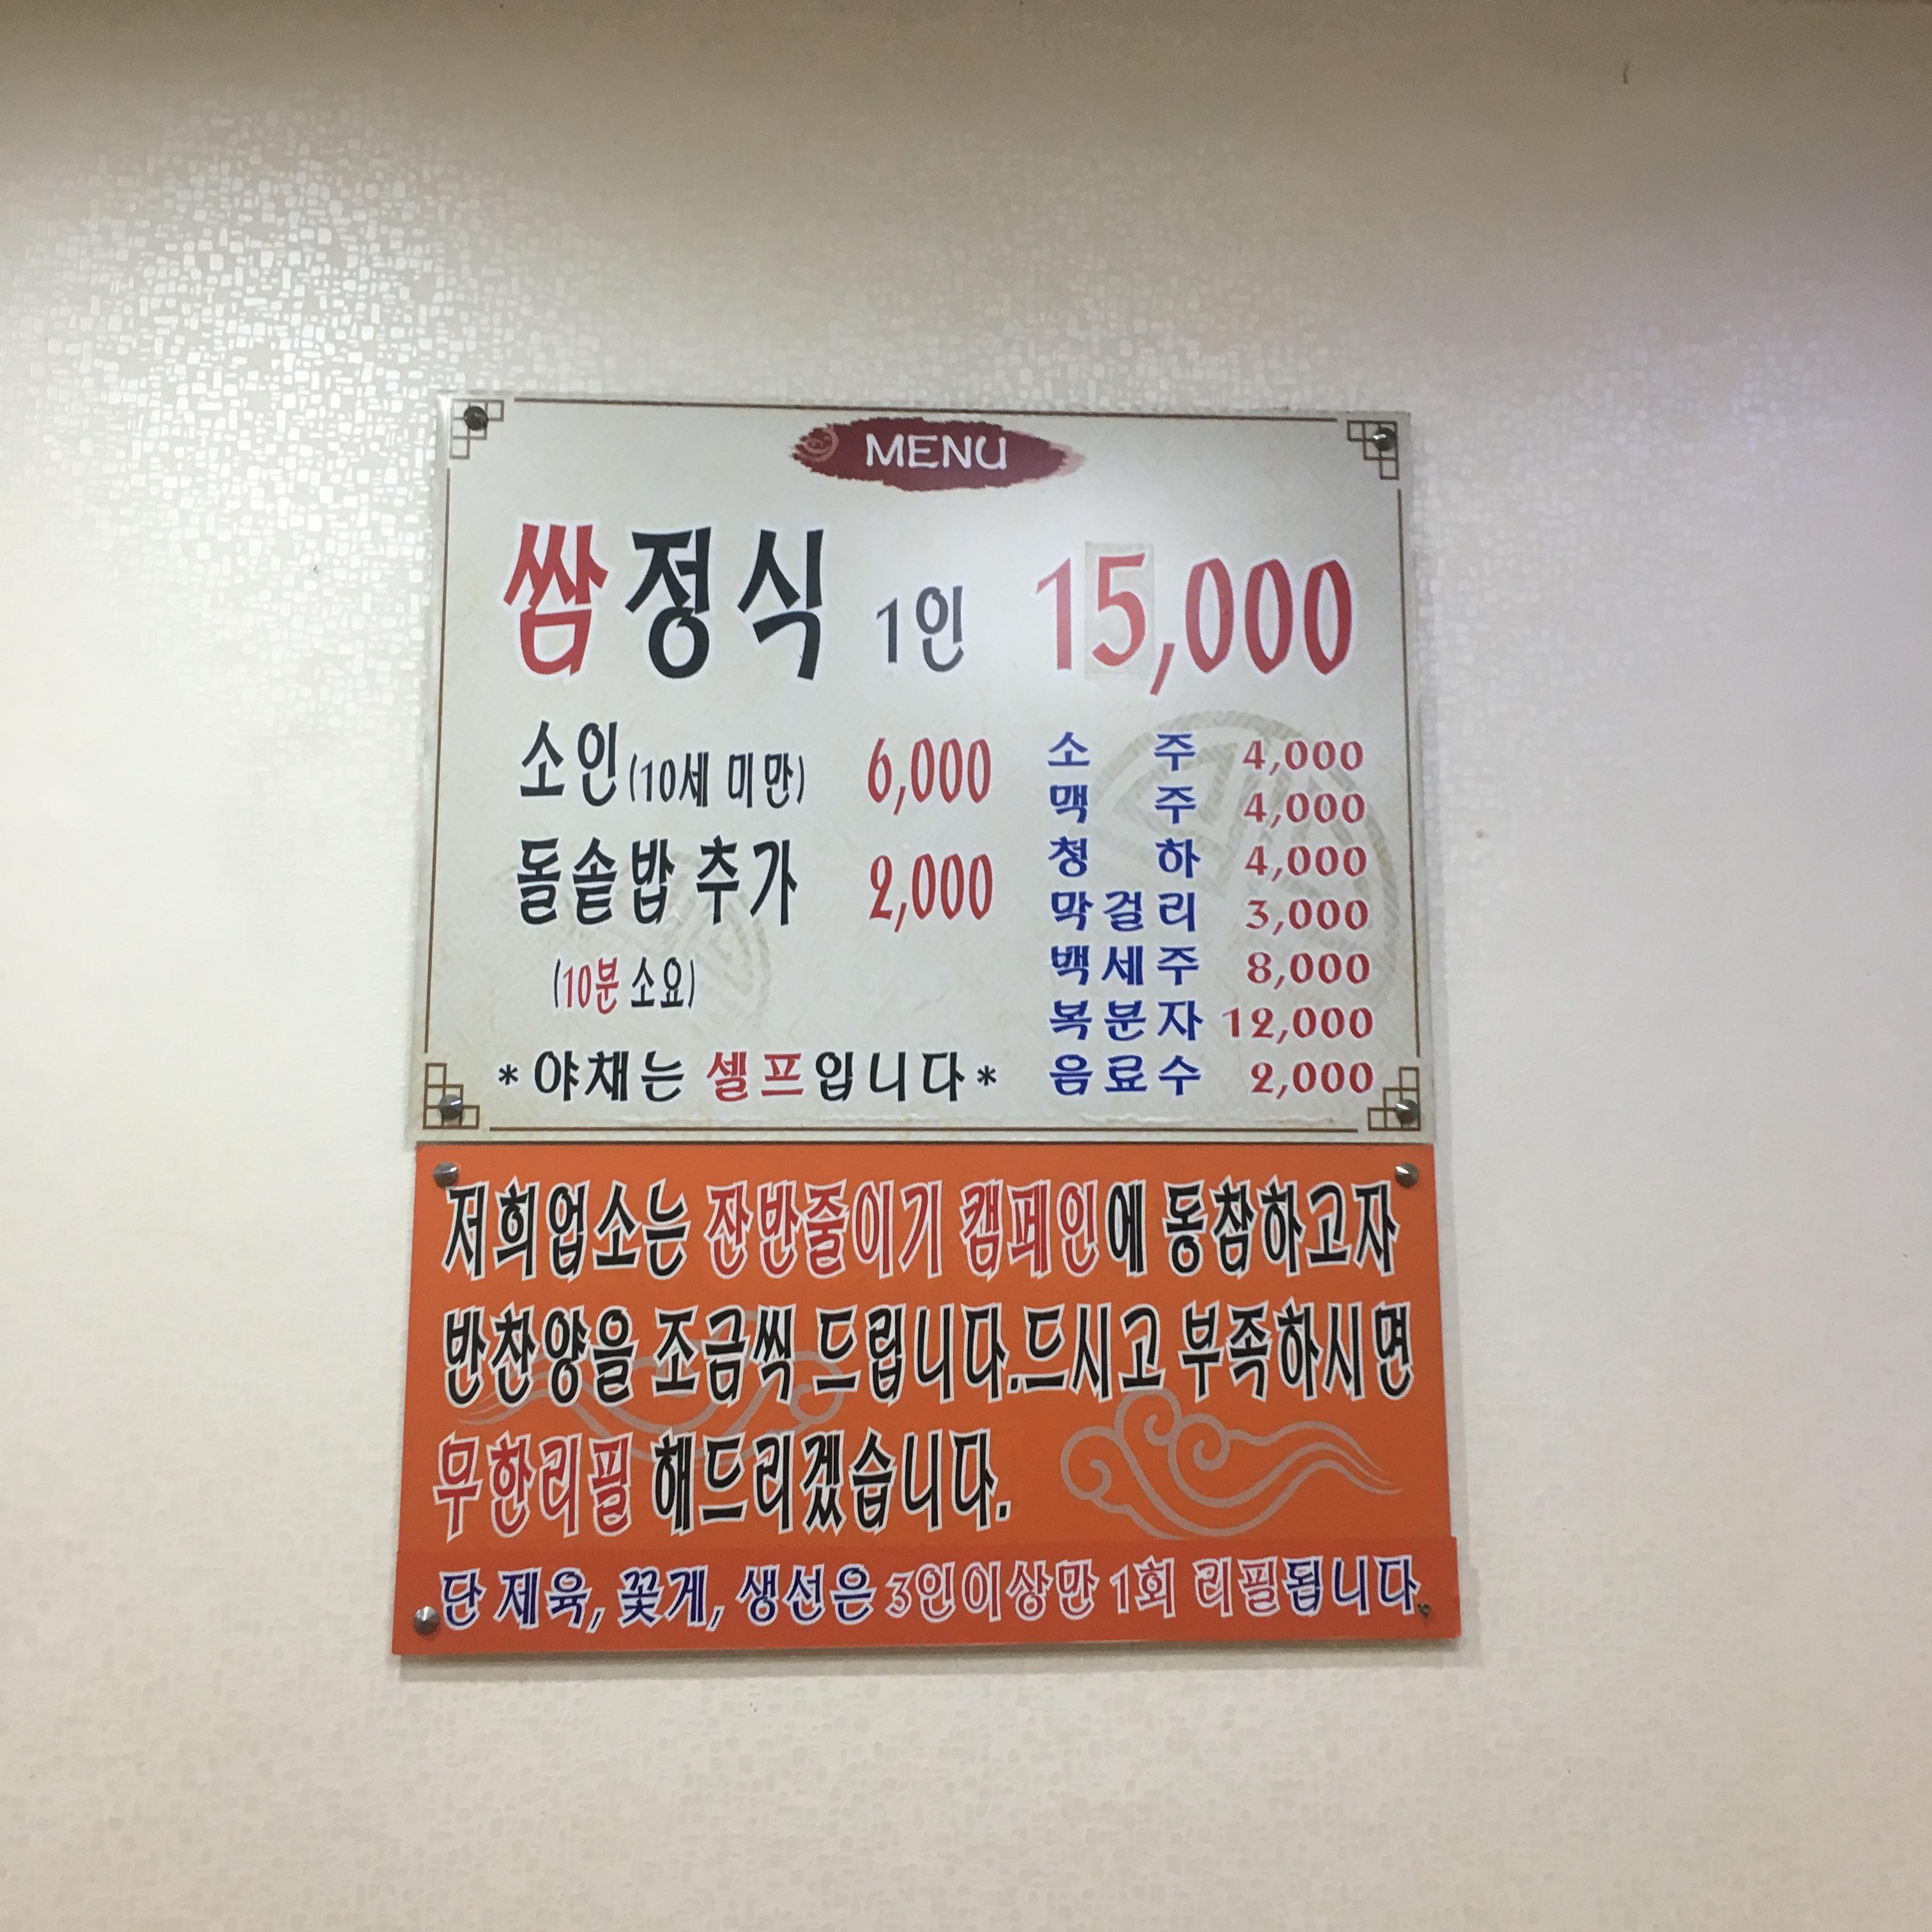 MENU
쌈정식 1인 15,000
소인(10세 미만) 6,000
돌솥밥 추가 2,000
(10분 소요)
*야채는 셀프입니다*
소주 4,000
맥주 4,000
청하 4,000
막걸리 3,000
백세주 8,000
복분자 12,000
음료수 2,000
저희업소는 잔반줄이기 캠페인에 동참하고자
반찬양을 조금씩 드립니다.드시고 부족하시면
무한리필 해드리겠습니다.
단 제육, 꽃게, 생선은 3인이상만 1회 리필됩니다.